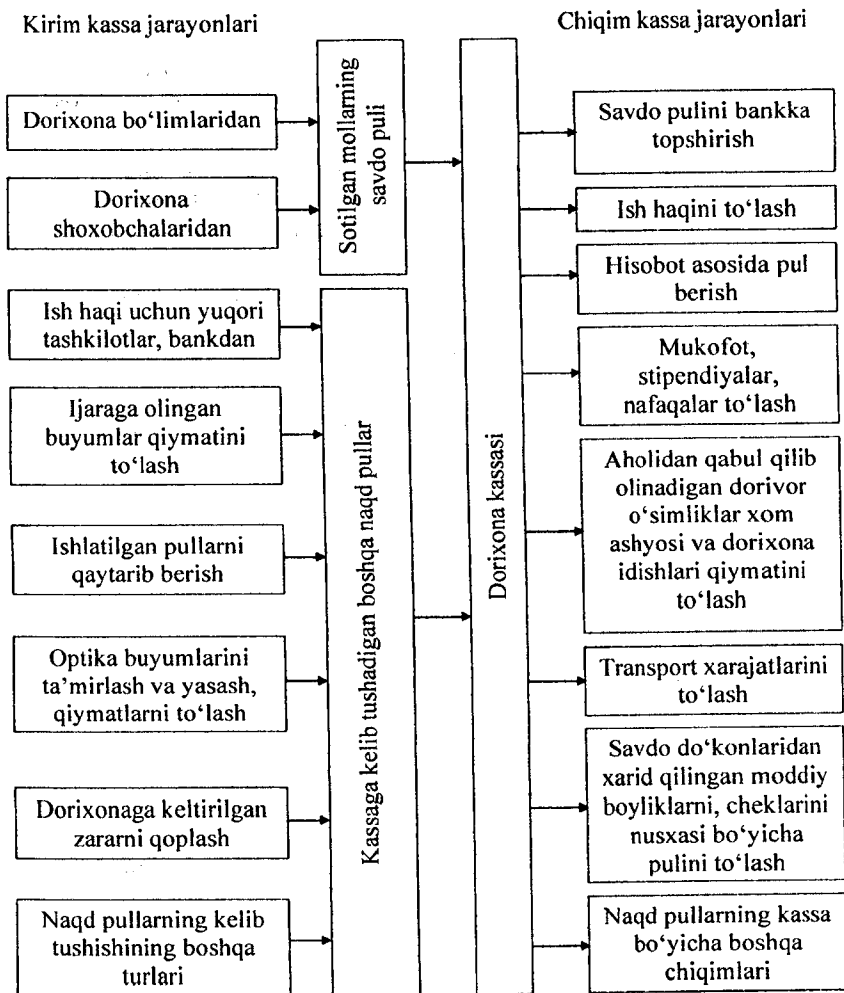 Kirim kassa jarayonlari
Dorixona bo‘limlaridan
Dorixona
shoxobchalaridan
Ish haqi uchun yuqori
tashkilotlar, bankdan
Ijaraga olingan
buyumlar qiymatini
to‘lash
Ishlatilgan pullarni
qaytarib berish
Optika buyumlarini
ta’mirlash va yasash,
qiymatlarni to‘lash
Dorixonaga keltirilgan
zararni qoplash
Naqd pullarning kelib
tushishining boshqa
turlari
Sotilgan mollarning
savdo puli
Kassaga kelib tushadigan boshqa naqd pullar
Dorixona kassasi
Chiqim kassa jarayonlari
Savdo pulini bankka
topshirish
Ish haqini to‘lash
Hisobot asosida pul
berish
Mukofot,
stipendiyalar,
nafaqalar to‘lash
Aholidan qabul qilib
olinadigan dorivor
o‘simliklar xom
ashyosi va dorixona
idishlari qiymatini
to‘lash
Transport xarajatlarini
to‘lash
Savdo do‘konlaridan
xarid qilingan moddiy
boyliklarni, cheklarini
nusxasi bo‘yicha
pulini to‘lash
Naqd pullarning kassa
bo‘yicha boshqa
chiqimlari